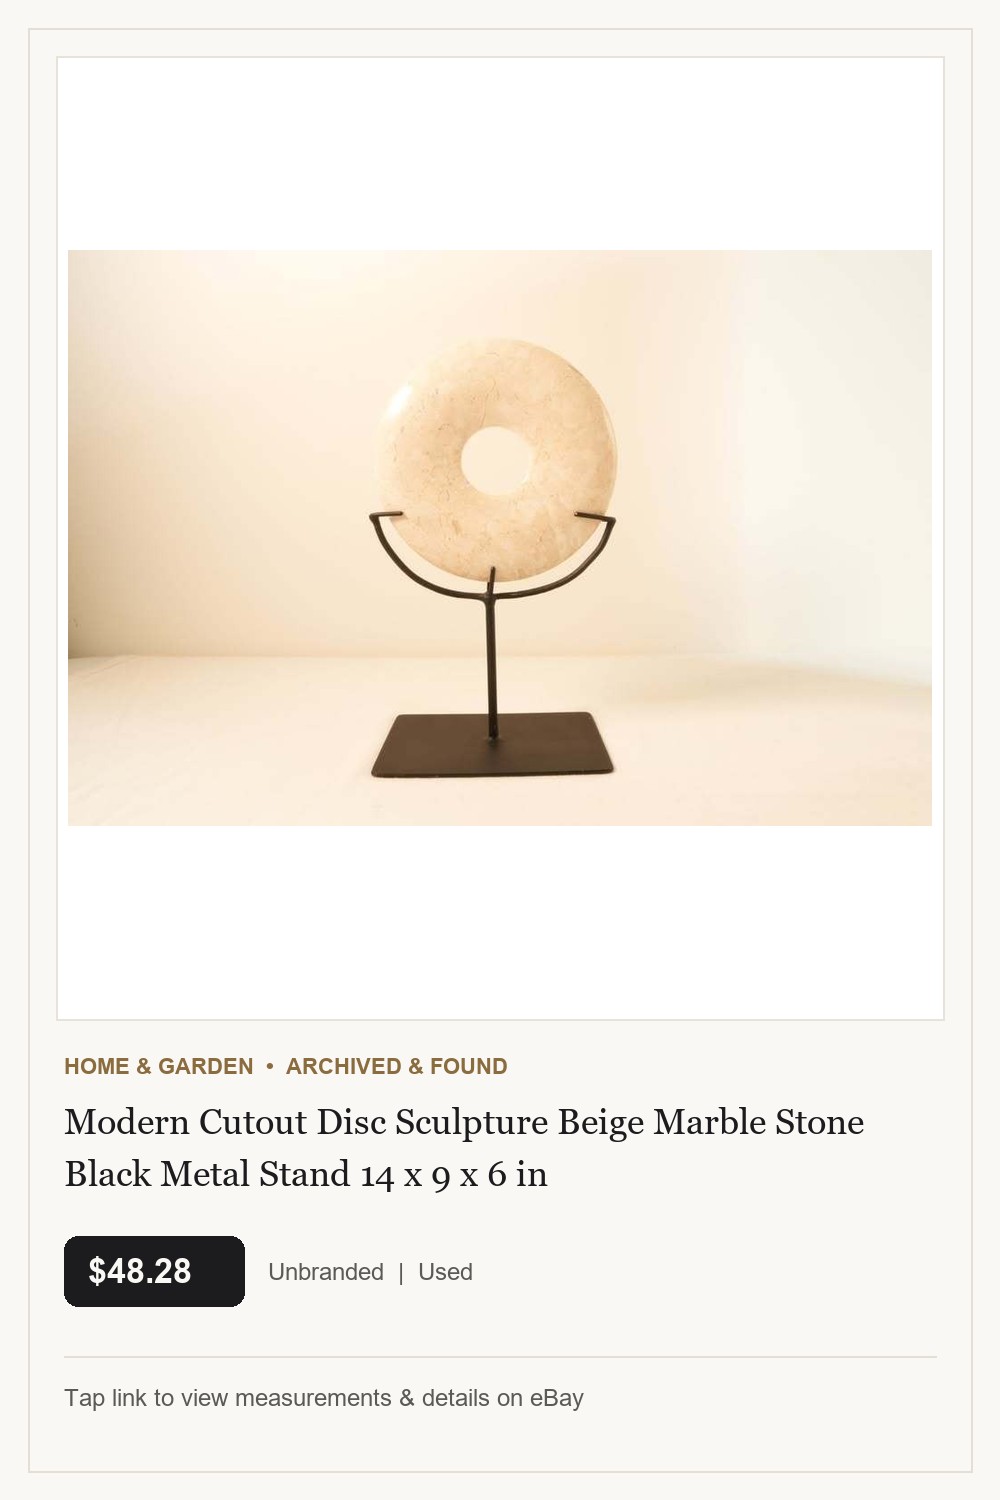 HOME & GARDEN • ARCHIVED & FOUND
Modern Cutout Disc Sculpture Beige Marble Stone
Black Metal Stand 14 x 9 x 6 in
$48.28
Unbranded | Used
Tap link to view measurements & details on eBay